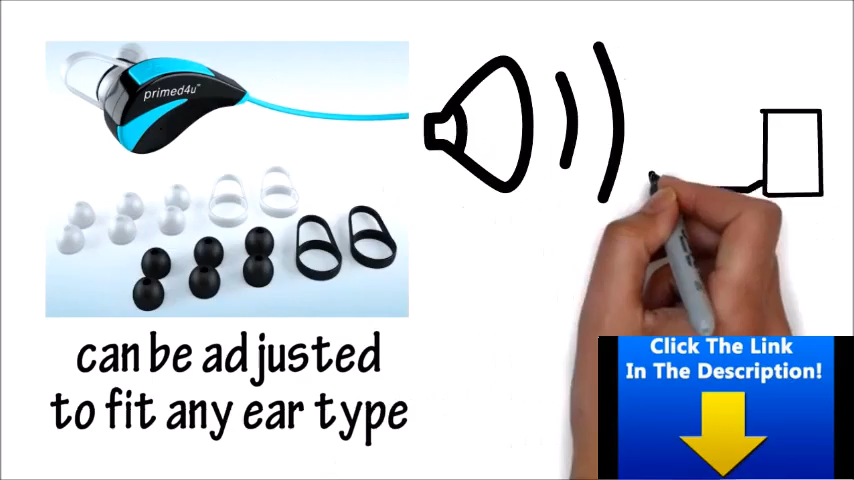 primed4u™
can be adjusted
to fit any ear type
Click The Link
In The Description!